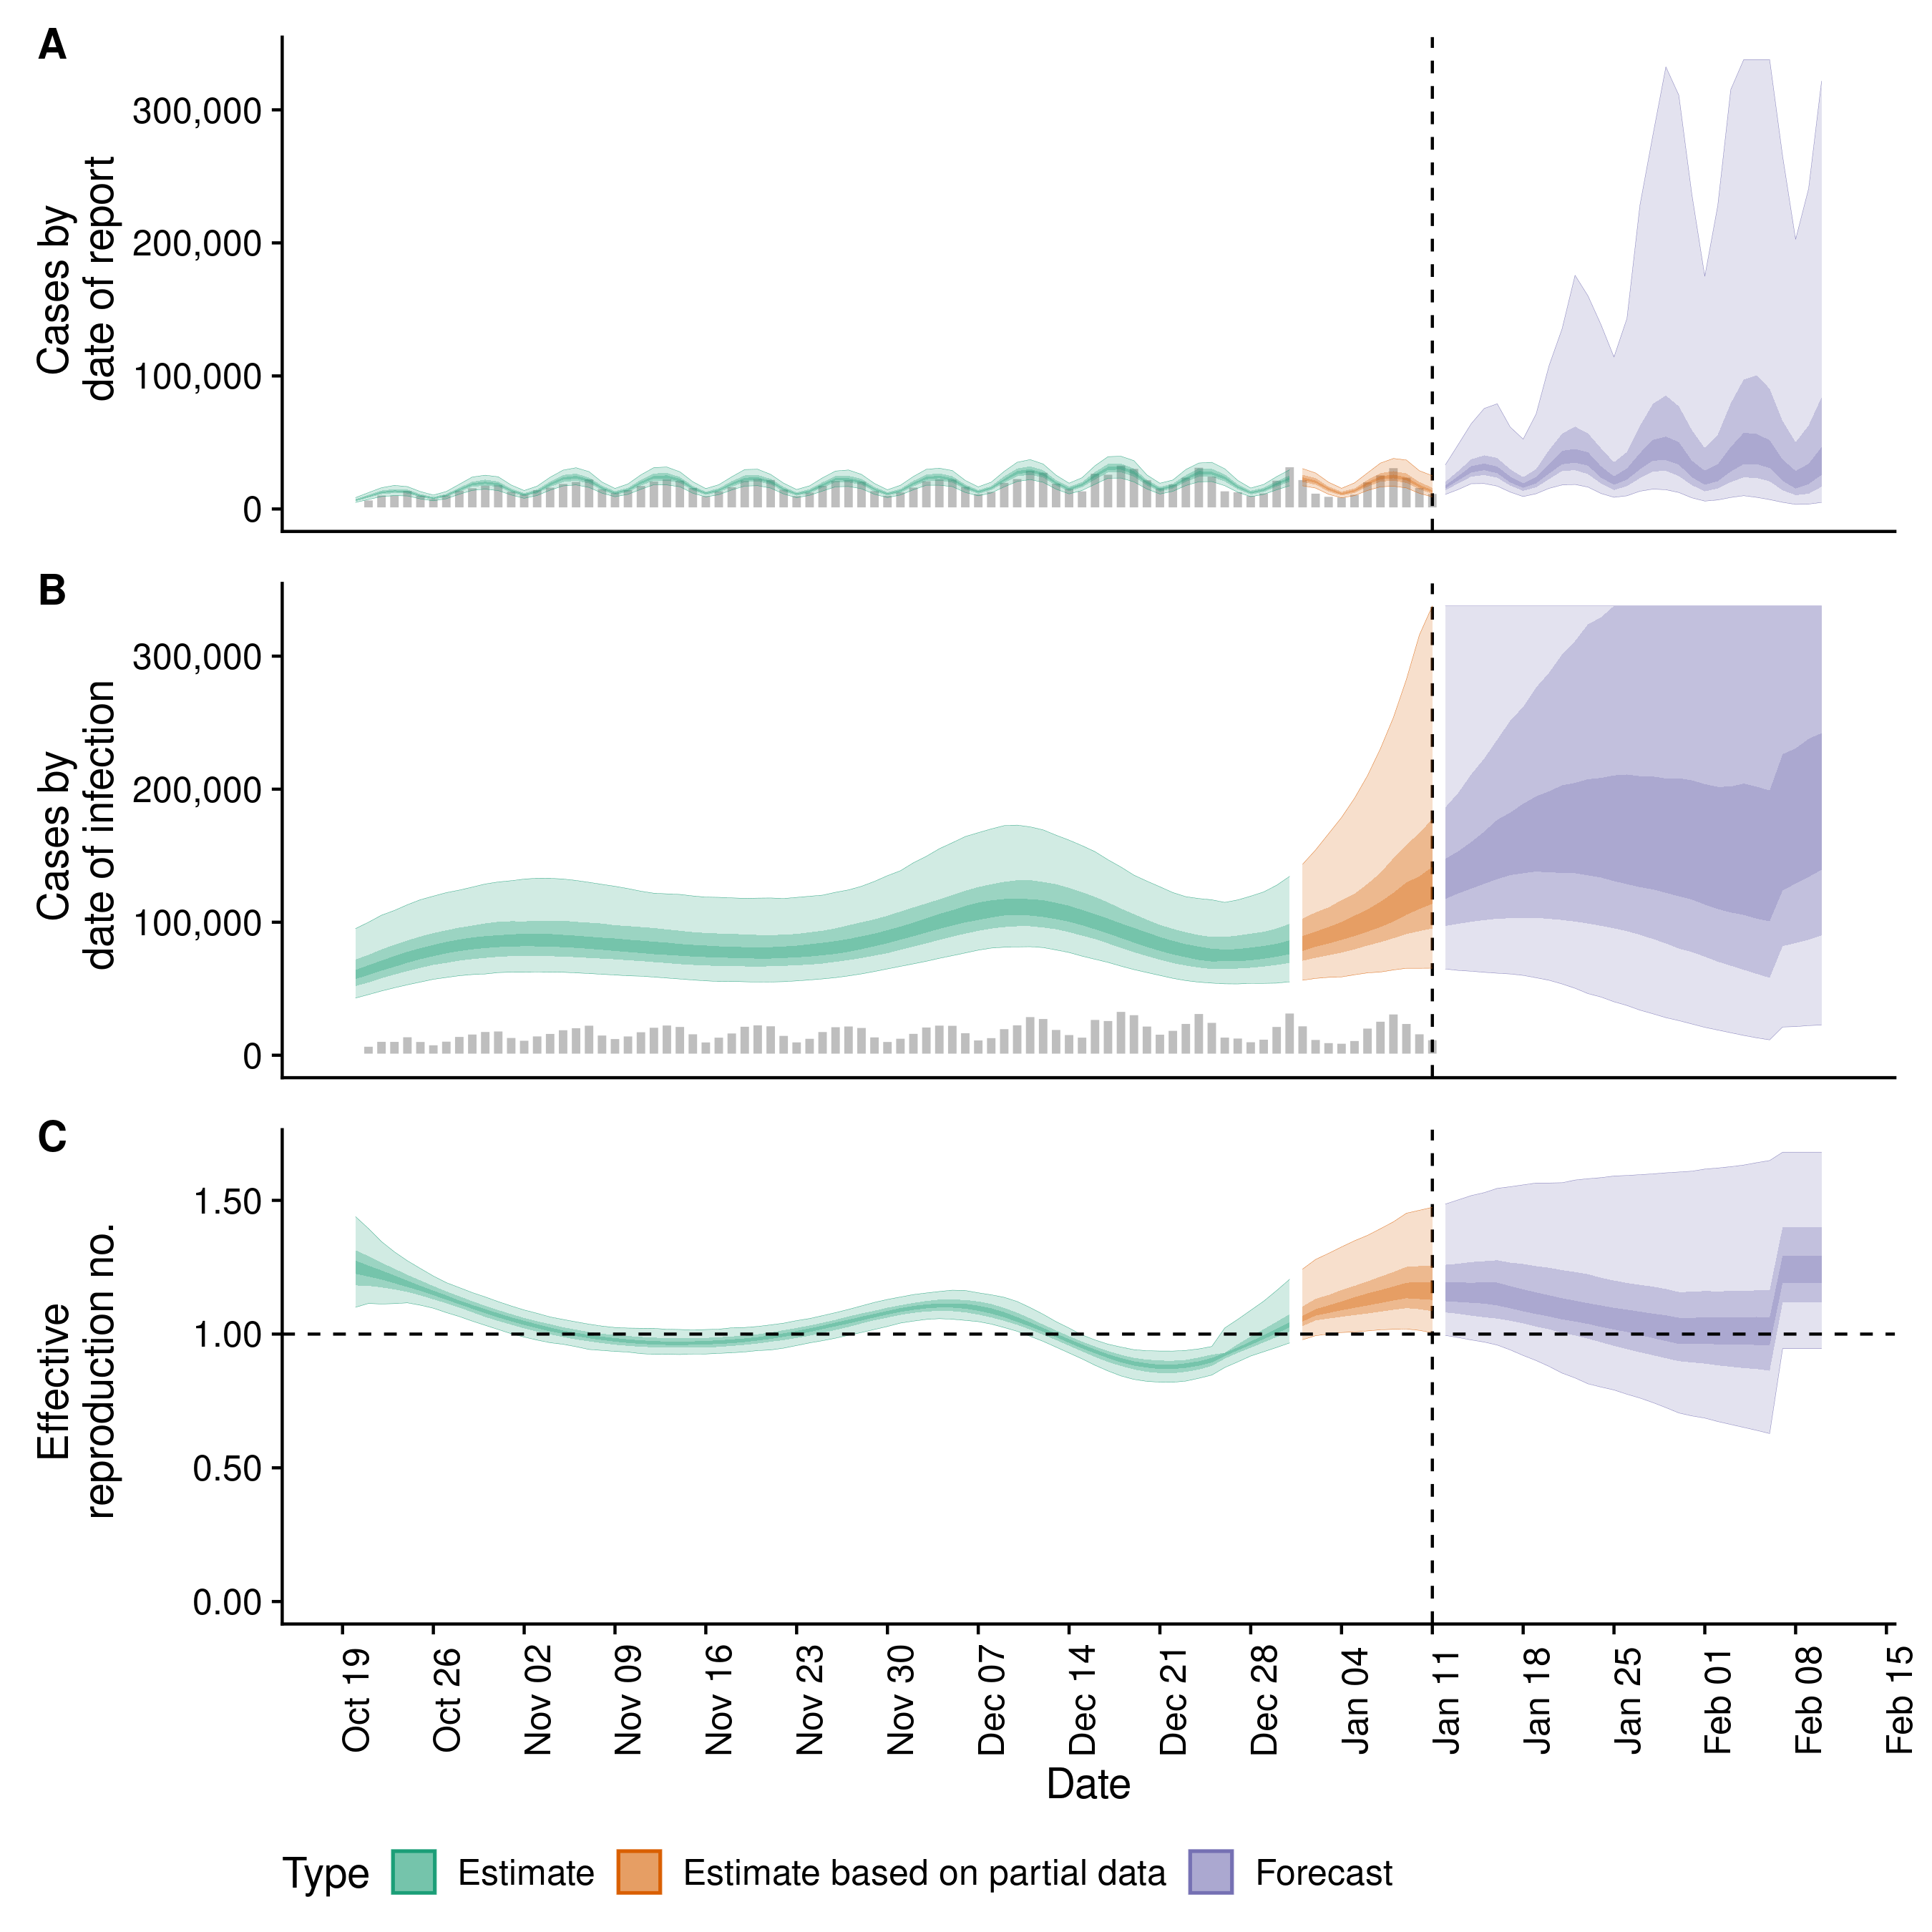 A
Cases by
date of report
300,000
200,000
100,000
0
B
Cases by
date of infection
300,000
200,000
100,000
0
C
Effective
reproduction no.
1.50
1.00
0.50
0.00
Oct 19
Oct 26
Nov 02
Nov 09
Nov 16
Nov 23
Nov 30
Dec 07
Dec 14
Dec 21
Dec 28
Jan 04
Jan 11
Jan 18
Jan 25
Feb 01
Feb 08
Feb 15
Date
Type Estimate Estimate based on partial data Forecast